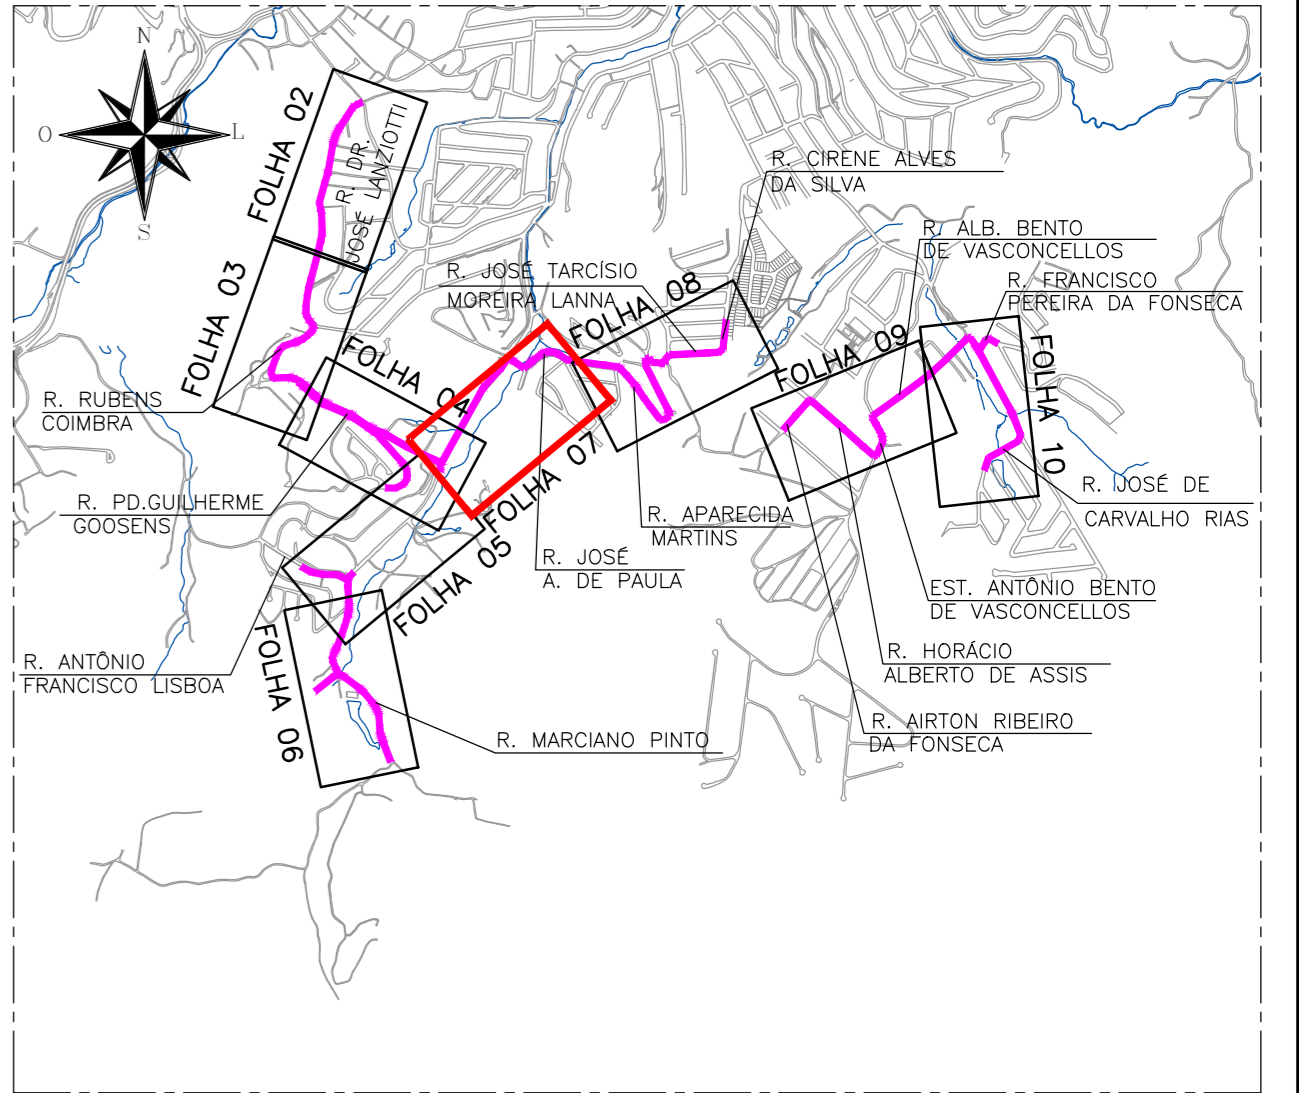 N
O
L
S
FOLHA 02
R. DR.
JOSÉ LANZIOTTI
FOLHA 03
R. CIRENE ALVES
DA SILVA
R. ALB. BENTO
DE VASCONCELLOS
R. JOSÉ TARCÍSIO
MOREIRA LANNA
R. FRANCISCO
PEREIRA DA FONSECA
FOLHA 08
FOLHA 09
FOLHA 04
FOLHA 10
R. RUBENS
COIMBRA
FOLHA 07
R. PD.GUILHERME
GOOSENS
R. JOSÉ DE
CARVALHO RIAS
R. APARECIDA
MARTINS
R. JOSÉ
A. DE PAULA
FOLHA 05
EST. ANTÔNIO BENTO
DE VASCONCELLOS
FOLHA 06
R. ANTÔNIO
FRANCISCO LISBOA
R. HORÁCIO
ALBERTO DE ASSIS
R. AIRTON RIBEIRO
DA FONSECA
R. MARCIANO PINTO